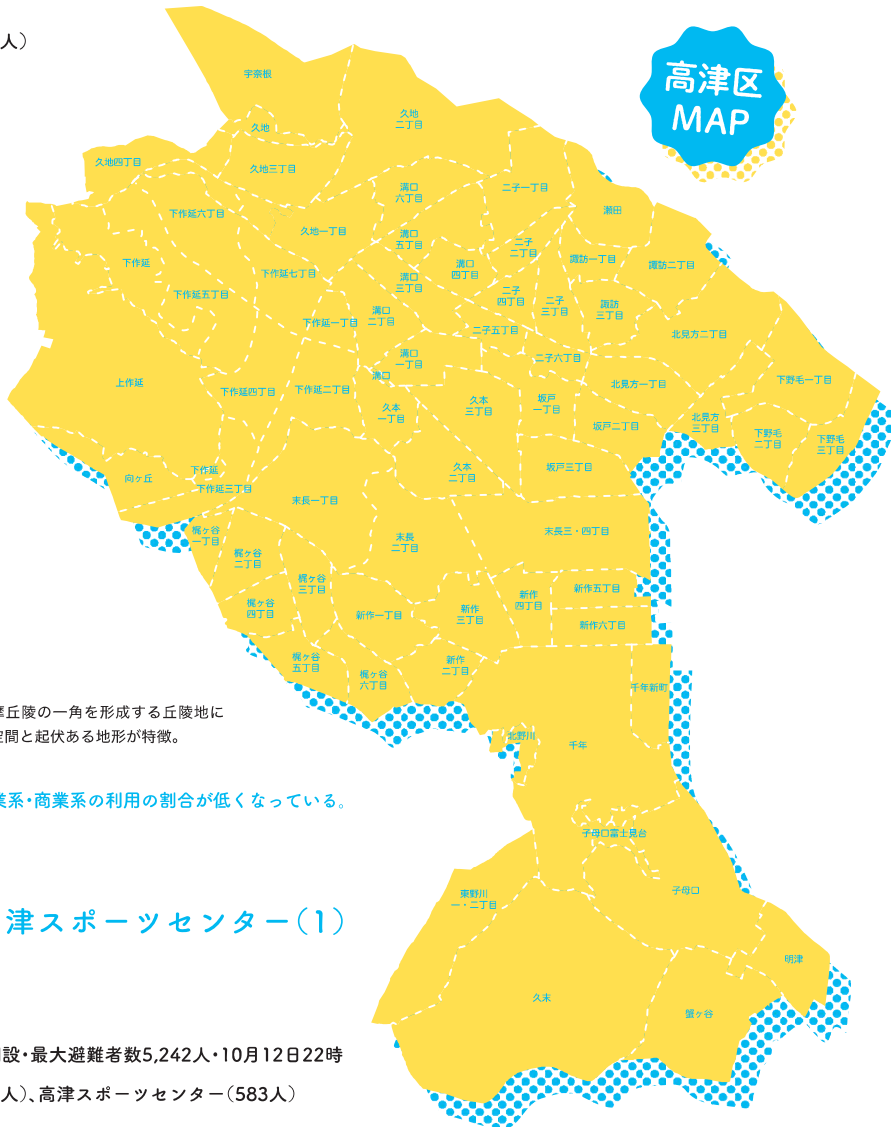 人）
高津区
MAP
宇奈根
久地
二丁目
久地
久地四丁目
久地三丁目
溝口
六丁目
二子一丁目
下作延六丁目
瀬田
久地一丁目
溝口
五丁目
二子
二丁目
下作延
下作延七丁目
溝口
四丁目
諏訪一丁目
諏訪二丁目
溝口
三丁目
下作延五丁目
二子
四丁目
二子
三丁目
諏訪
三丁目
下作延一丁目
溝口
二丁目
二子五丁目
北見方二丁目
溝口
一丁目
二子六丁目
溝口
上作延
下作延四丁目
下作延二丁目
北見方一丁目
下野毛一丁目
久本
一丁目
久本
三丁目
坂戸
一丁目
坂戸二丁目
北見方
三丁目
下野毛
二丁目
下野毛
三丁目
下作延
久本
二丁目
坂戸三丁目
向ヶ丘
下作延三丁目
末長一丁目
梶ヶ谷
一丁目
末長
二丁目
末長三・四丁目
梶ヶ谷
二丁目
梶ヶ谷
三丁目
新作五丁目
梶ヶ谷
四丁目
新作一丁目
新作
三丁目
新作
四丁目
新作六丁目
梶ヶ谷
五丁目
梶ヶ谷
六丁目
新作
二丁目
千年新町
丘陵の一角を形成する丘陵地に
空間と起伏ある地形が特徴。
北野川
千年
業系・商業系の利用の割合が低くなっている。
子母口富士見台
子母口
東野川
一・二丁目
津スポーツセンター（1）
明津
久末
蟹ヶ谷
設・最大避難者数5,242人・10月12日22時
人）、高津スポーツセンター（583人）